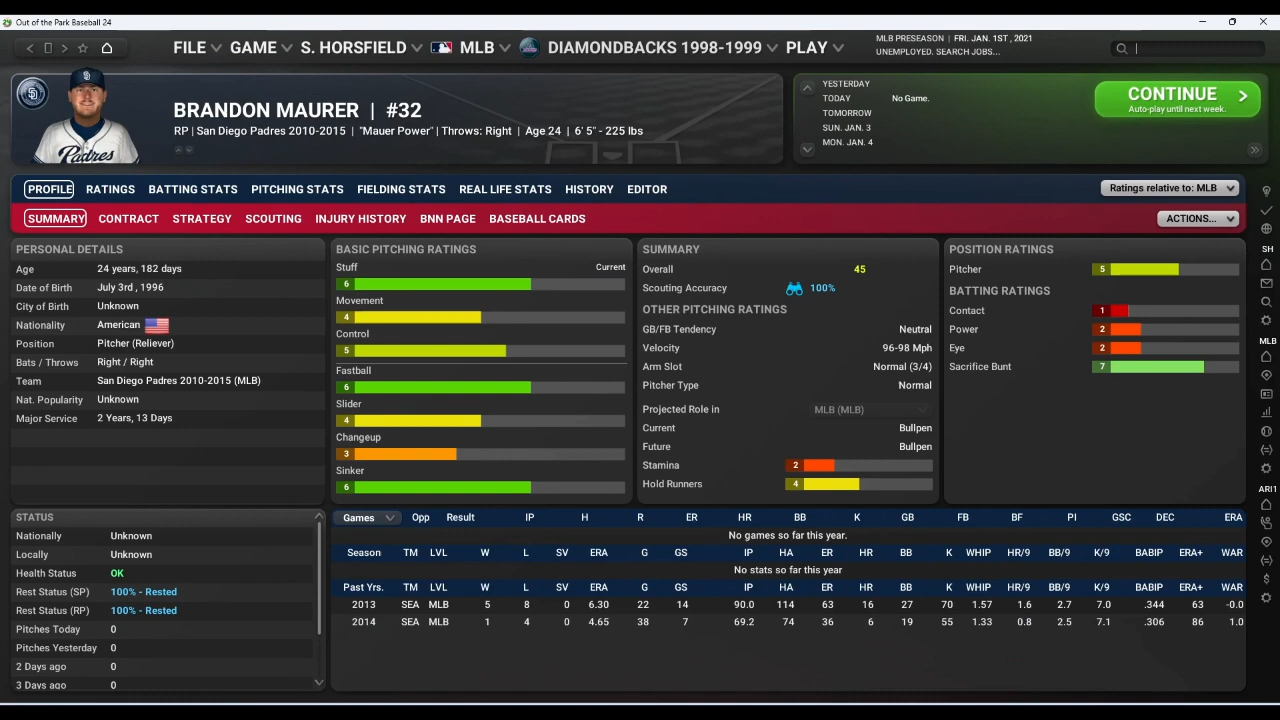 Out of the Park Baseball 24
FILE GAME S. HORSFIELD MLB DIAMONDBACKS 1998-1999 PLAY
MLB PRESEASON | FRI. JAN. 1ST , 2021
UNEMPLOYED. SEARCH JOBS...
BRANDON MAURER | #32
RP | San Diego Padres 2010-2015 | "Mauer Power" | Throws: Right | Age 24 | 6' 5" - 225 lbs
Padres
YESTERDAY
TODAY No Game.
TOMORROW
SUN. JAN. 3
MON. JAN. 4
CONTINUE
Auto-play until next week.
PROFILE RATINGS BATTING STATS PITCHING STATS FIELDING STATS REAL LIFE STATS HISTORY EDITOR
Ratings relative to: MLB
SUMMARY CONTRACT STRATEGY SCOUTING INJURY HISTORY BNN PAGE BASEBALL CARDS
ACTIONS...
PERSONAL DETAILS
Age 24 years, 182 days
Date of Birth July 3rd , 1996
City of Birth Unknown
Nationality American
Position Pitcher (Reliever)
Bats / Throws Right / Right
Team San Diego Padres 2010-2015 (MLB)
Nat. Popularity Unknown
Major Service 2 Years, 13 Days
BASIC PITCHING RATINGS
Stuff Current
6
Movement
4
Control
5
Fastball
6
Slider
4
Changeup
3
Sinker
6
SUMMARY
Overall 45
Scouting Accuracy 100%
OTHER PITCHING RATINGS
GB/FB Tendency Neutral
Velocity 96-98 Mph
Arm Slot Normal (3/4)
Pitcher Type Normal
Projected Role in MLB (MLB)
Current Bullpen
Future Bullpen
Stamina 2
Hold Runners 4
POSITION RATINGS
Pitcher 5
BATTING RATINGS
Contact 1
Power 2
Eye 2
Sacrifice Bunt 7
SH
MLB
ARI1
STATUS
Nationally Unknown
Locally Unknown
Health Status OK
Rest Status (SP) 100% - Rested
Rest Status (RP) 100% - Rested
Pitches Today 0
Pitches Yesterday 0
2 Days ago 0
3 Days ago 0
Games Opp Result IP H R ER HR BB K GB FB BF PI GSC DEC ERA
No games so far this year.
Season TM LVL W L SV ERA G GS IP HA ER HR BB K WHIP HR/9 BB/9 K/9 BABIP ERA+ WAR
No stats so far this year
Past Yrs. TM LVL W L SV ERA G GS IP HA ER HR BB K WHIP HR/9 BB/9 K/9 BABIP ERA+ WAR
2013 SEA MLB 5 8 0 6.30 22 14 90.0 114 63 16 27 70 1.57 1.6 2.7 7.0 .344 63 -0.0
2014 SEA MLB 1 4 0 4.65 38 7 69.2 74 36 6 19 55 1.33 0.8 2.5 7.1 .306 86 1.0